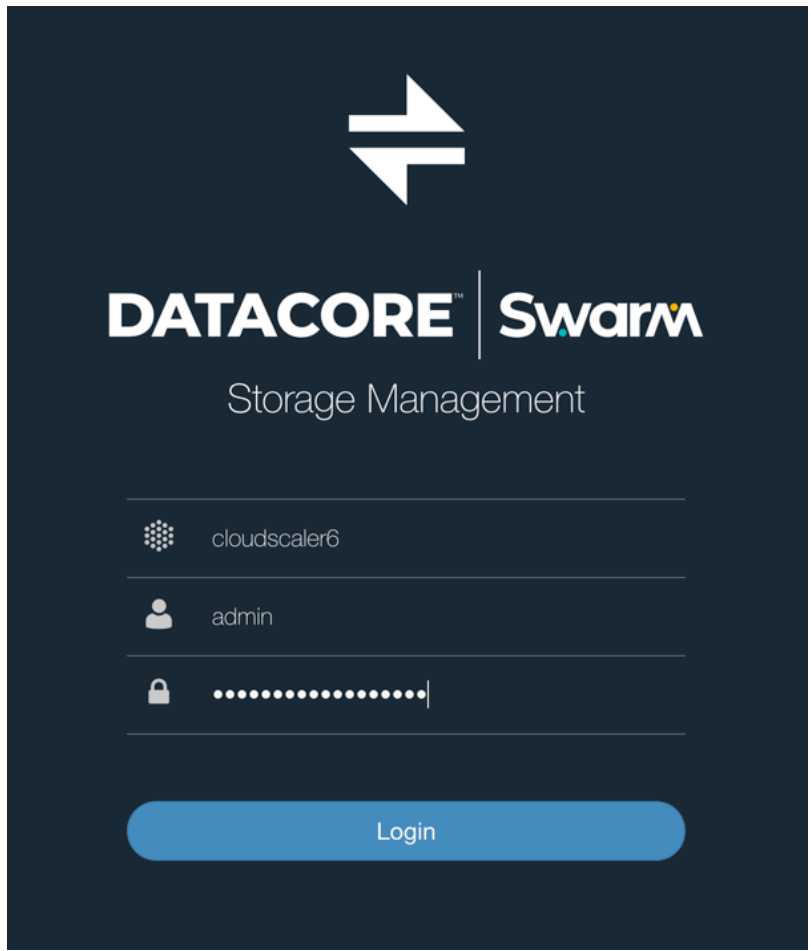 DATACORE™ | Swarm
Storage Management
cloudscaler6
admin
••••••••••••••••••
Login